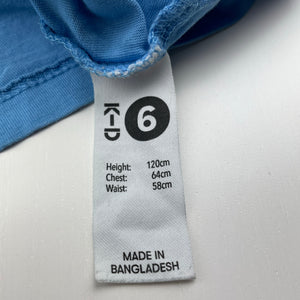 KID 6
Height: 120cm
Chest: 64cm
Waist: 58cm
MADE IN
BANGLADESH